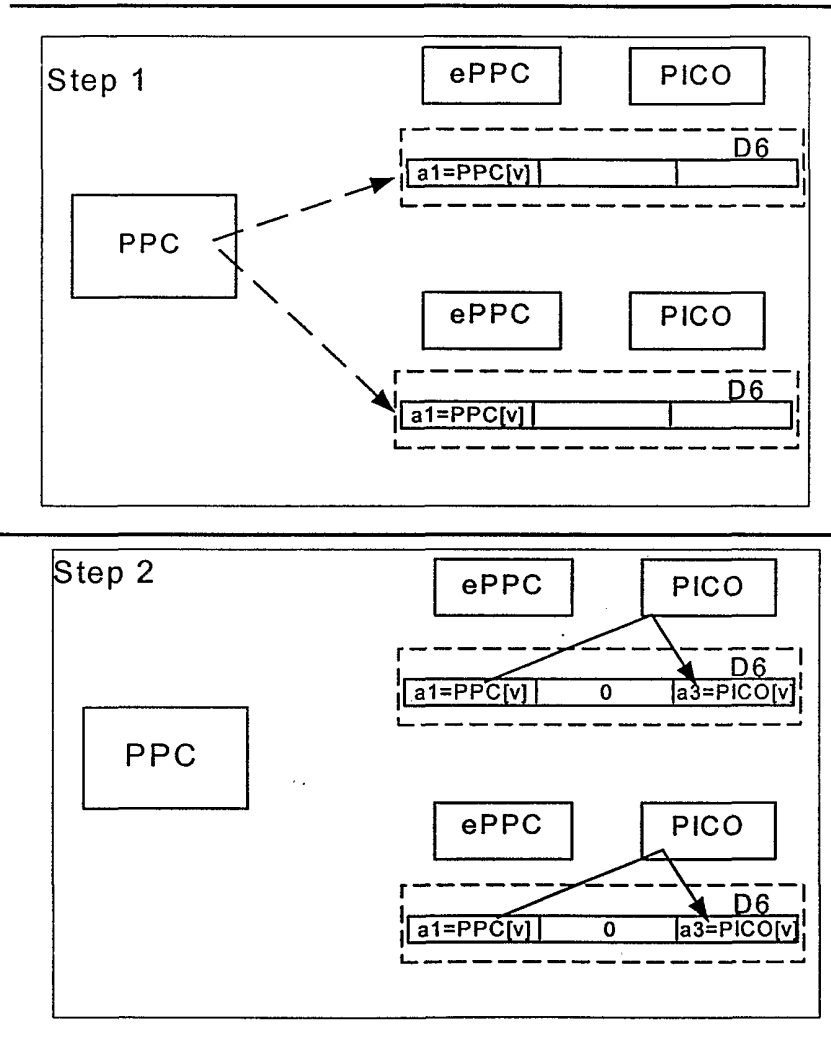 Step 1
ePPC
PICO
D6
a1=PPC[v]
PPC
ePPC
PICO
D6
a1=PPC[v]
Step 2
ePPC
PICO
D6
a1=PPC[v] 0 a3=PICO[v]
PPC
ePPC
PICO
D6
a1=PPC[v] 0 a3=PICO[v]